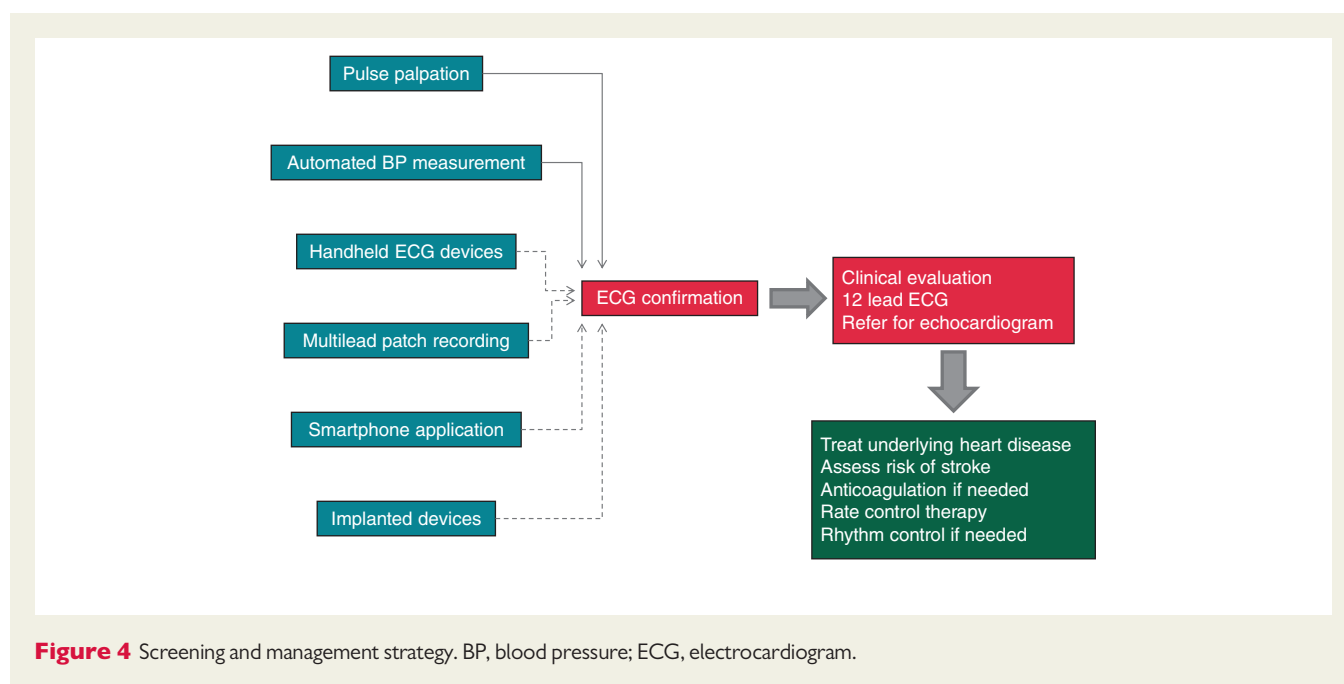 Pulse palpation
Automated BP measurement
Handheld ECG devices
Multilead patch recording
Smartphone application
Implanted devices
ECG confirmation
Clinical evaluation
12 lead ECG
Refer for echocardiogram
Treat underlying heart disease
Assess risk of stroke
Anticoagulation if needed
Rate control therapy
Rhythm control if needed
Figure 4 Screening and management strategy. BP, blood pressure; ECG, electrocardiogram.